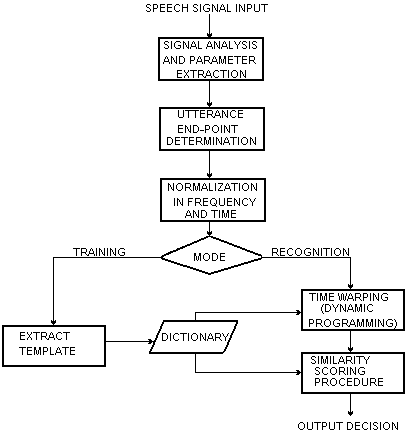 SPEECH SIGNAL INPUT
SIGNAL ANALYSIS
AND PARAMETER
EXTRACTION
UTTERANCE
END-POINT
DETERMINATION
NORMALIZATION
IN FREQUENCY
AND TIME
TRAINING
MODE
RECOGNITION
TIME WARPING
(DYNAMIC
PROGRAMMING)
EXTRACT
TEMPLATE
DICTIONARY
SIMILARITY
SCORING
PROCEDURE
OUTPUT DECISION